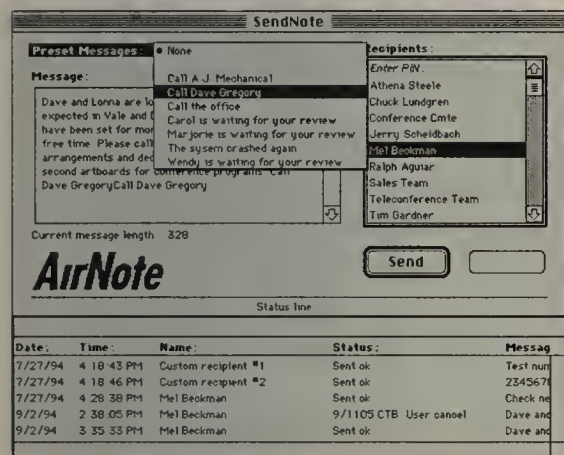 SendNote
Preset Messages:
None
Call A.J. Mechanical
Call Dave Gregory
Call the office
Carol is waiting for your review
Marjorie is waiting for your review
The sysem crashed again
Wendy is waiting for your review
Message:
Dave and Lonna are lo
expected in Vale and D
have been set for mor
free time. Please call
arrangements and dec
second artboards for conference programs. Call
Dave GregoryCall Dave Gregory
Current message length 328
ecipients:
Enter PIN:
Athena Steele
Chuck Lundgren
Conference Cmte
Jerry Scheidbach
Mel Beckman
Ralph Aguiar
Sales Team
Teleconference Team
Tim Gardner
AirNote
Send
Status line
Date: Time: Name: Status: Messag
7/27/94 4:18:43 PM Custom recipient #1 Sent ok Test num
7/27/94 4:18:46 PM Custom recipient #2 Sent ok 2345678
7/27/94 4:28:38 PM Mel Beckman Sent ok Check ne
9/2/94 2:38:05 PM Mel Beckman 9/1105 CTB User cancel Dave and
9/2/94 3:35:33 PM Mel Beckman Sent ok Dave and